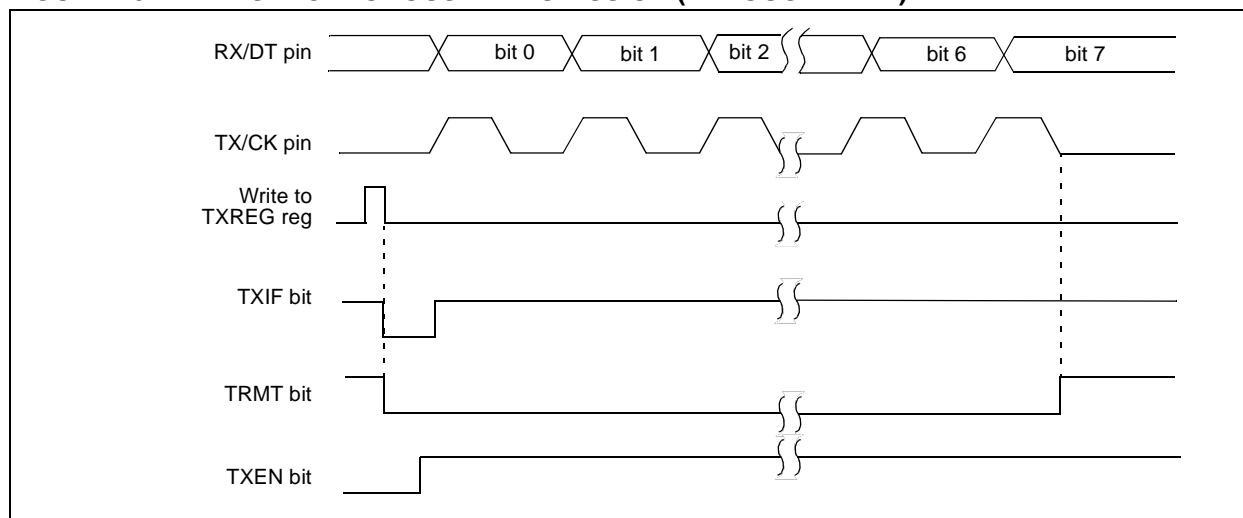 RX/DT pin
bit 0
bit 1
bit 2
bit 6
bit 7
TX/CK pin
Write to
TXREG reg
TXIF bit
TRMT bit
TXEN bit